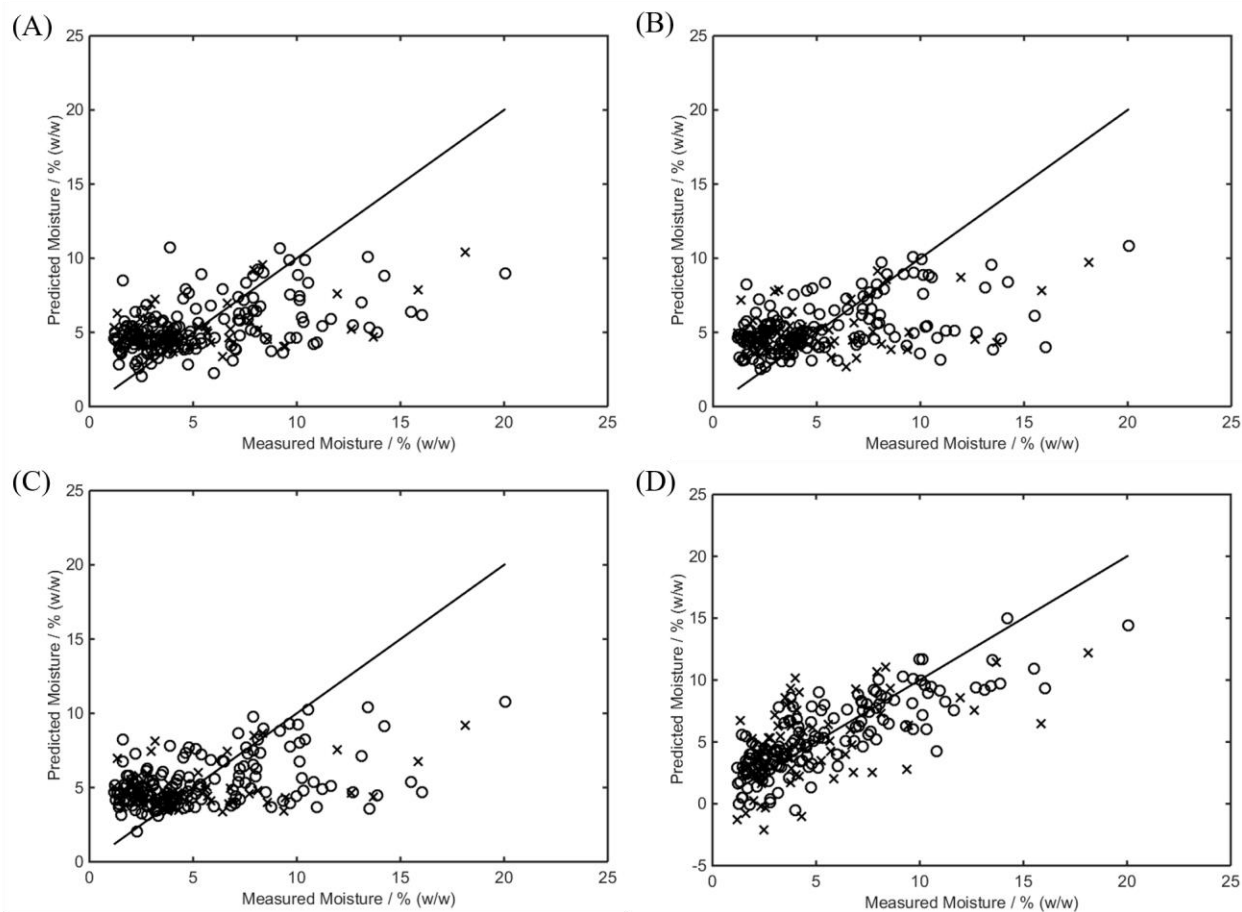 (A)
25
20
15
10
5
0
Predicted Moisture / % (w/w)
0 5 10 15 20 25
Measured Moisture / % (w/w)
(B)
25
20
15
10
5
0
Predicted Moisture / % (w/w)
0 5 10 15 20 25
Measured Moisture / % (w/w)
(C)
25
20
15
10
5
0
Predicted Moisture / % (w/w)
0 5 10 15 20 25
Measured Moisture / % (w/w)
(D)
25
20
15
10
5
0
-5
Predicted Moisture / % (w/w)
0 5 10 15 20 25
Measured Moisture / % (w/w)